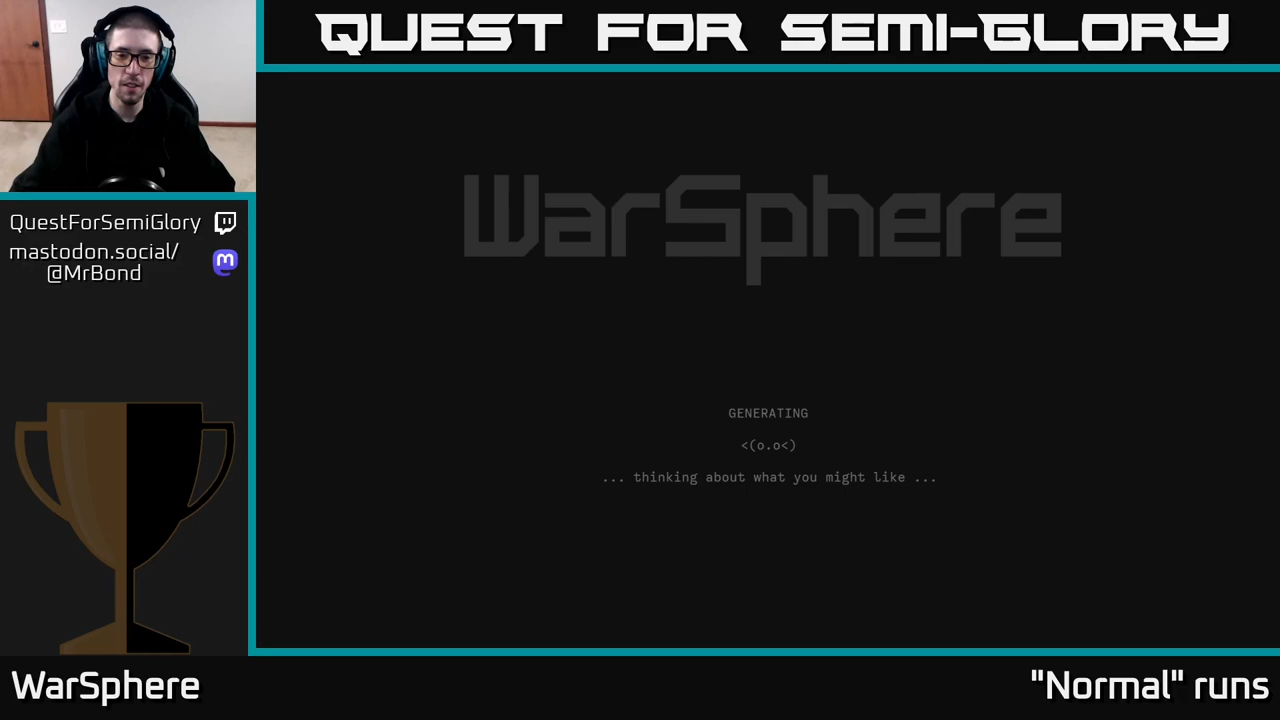 QUEST FOR SEMI-GLORY
QuestForSemiGlory
mastodon.social/
@MrBond
WarSphere
GENERATING
<(o.o<)
... thinking about what you might like ...
WarSphere
"Normal" runs